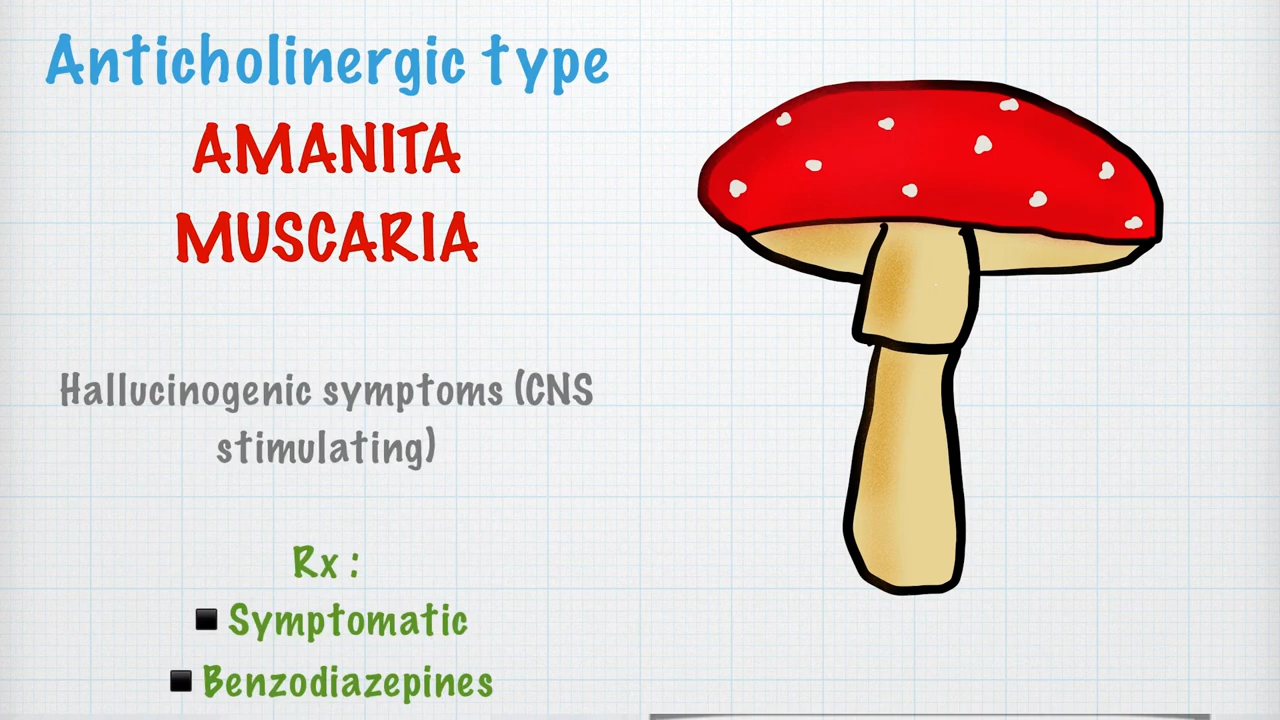 Anticholinergic type
AMANITA
MUSCARIA
Hallucinogenic symptoms (CNS
stimulating)
Rx :
▪ Symptomatic
▪ Benzodiazepines